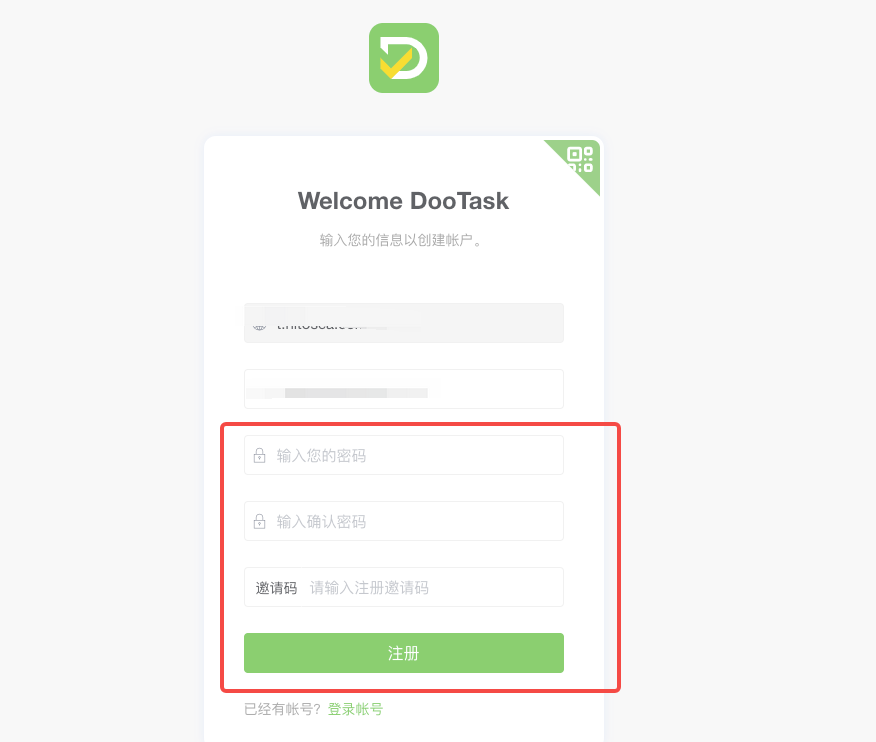 Welcome DooTask
输入您的信息以创建帐户。
输入您的密码
输入确认密码
邀请码 请输入注册邀请码
注册
已经有帐号? 登录帐号